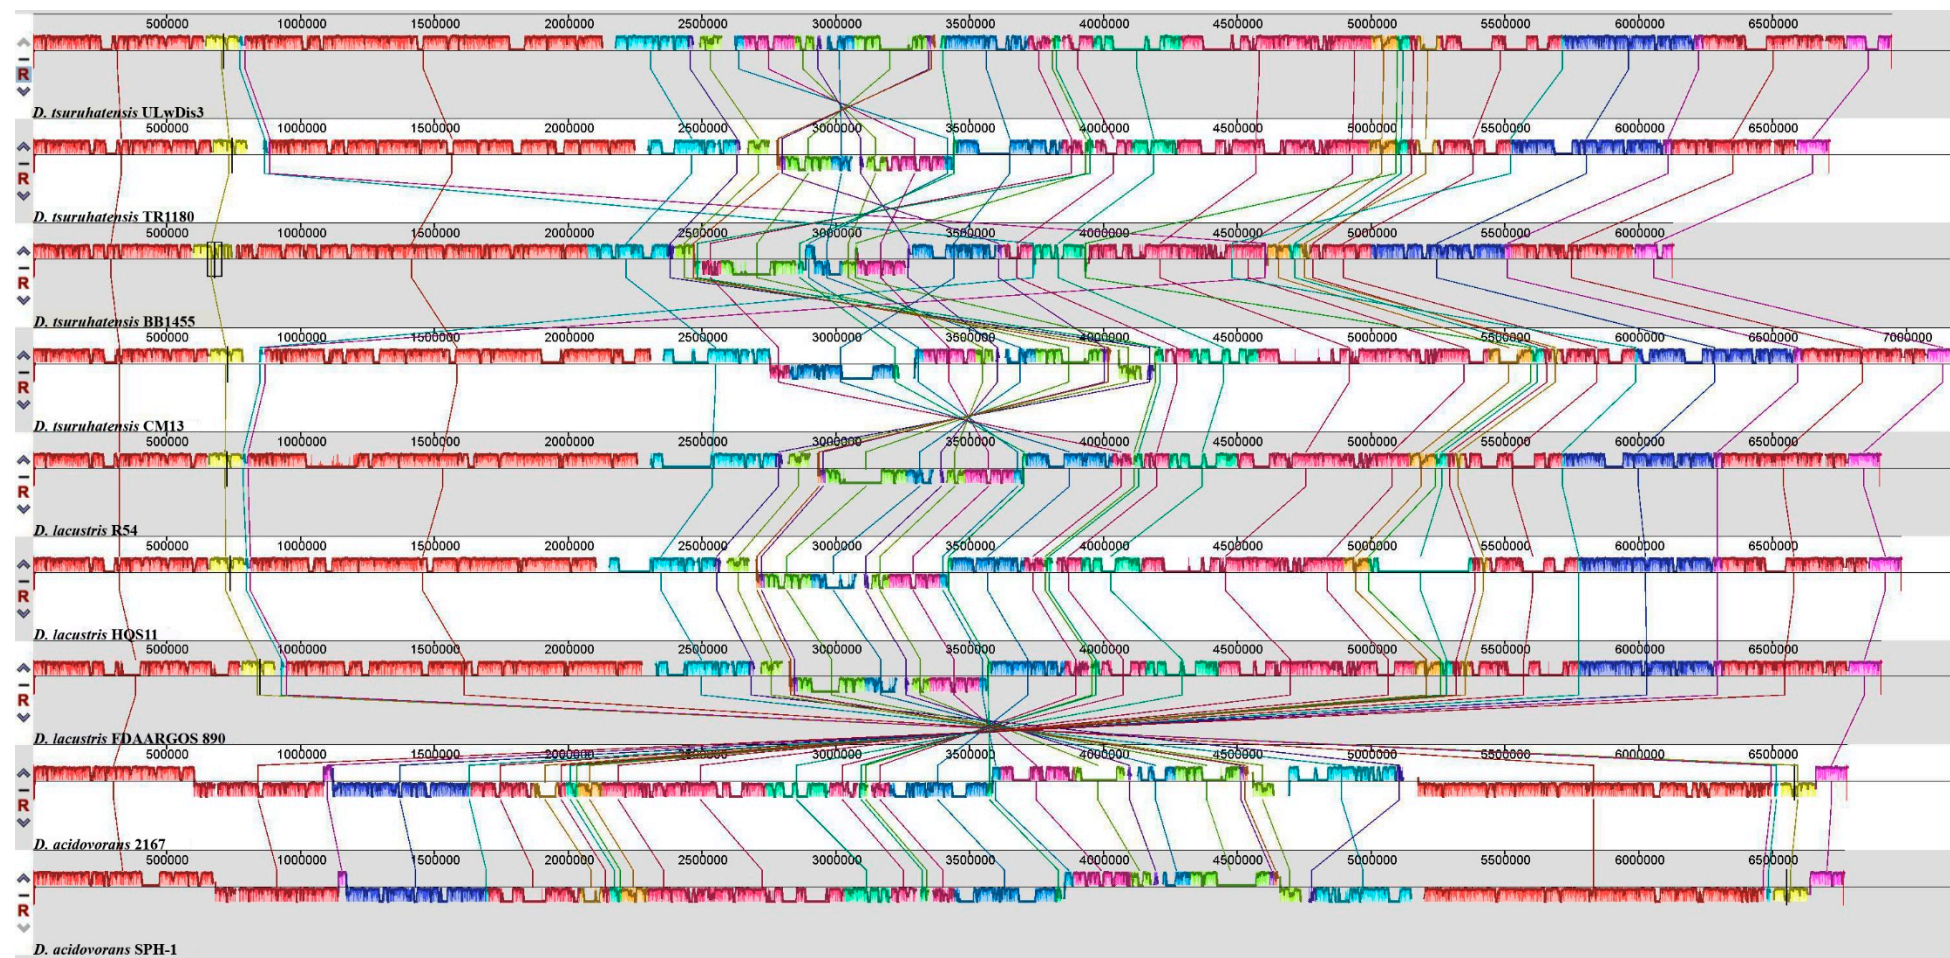 500000 1000000 1500000 2000000 2500000 3000000 3500000 4000000 4500000 5000000 5500000 6000000 6500000
R
D. tsuruhatensis ULwDis3
500000 1000000 1500000 2000000 2500000 3000000 3500000 4000000 4500000 5000000 5500000 6000000 6500000
R
D. tsuruhatensis TR1180
500000 1000000 1500000 2000000 2500000 3000000 3500000 4000000 4500000 5000000 5500000 6000000
R
D. tsuruhatensis BB1455
500000 1000000 1500000 2000000 2500000 3000000 3500000 4000000 4500000 5000000 5500000 6000000 6500000 7000000
R
D. tsuruhatensis CM13
500000 1000000 1500000 2000000 2500000 3000000 3500000 4000000 4500000 5000000 5500000 6000000 6500000
R
D. lacustris R54
500000 1000000 1500000 2000000 2500000 3000000 3500000 4000000 4500000 5000000 5500000 6000000 6500000
R
D. lacustris HQS11
500000 1000000 1500000 2000000 2500000 3000000 3500000 4000000 4500000 5000000 5500000 6000000 6500000
R
D. lacustris FDAARGOS 890
500000 1000000 1500000 2000000 2500000 3000000 3500000 4000000 4500000 5000000 5500000 6000000 6500000
R
D. acidovorans 2167
500000 1000000 1500000 2000000 2500000 3000000 3500000 4000000 4500000 5000000 5500000 6000000 6500000
R
D. acidovorans SPH-1